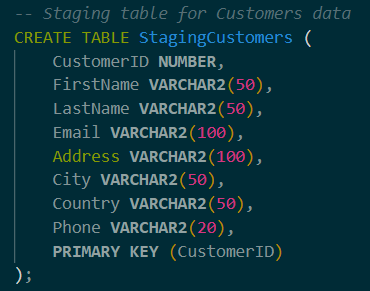 -- Staging table for Customers data
CREATE TABLE StagingCustomers (
    CustomerID NUMBER,
    FirstName VARCHAR2(50),
    LastName VARCHAR2(50),
    Email VARCHAR2(100),
    Address VARCHAR2(100),
    City VARCHAR2(50),
    Country VARCHAR2(50),
    Phone VARCHAR2(20),
    PRIMARY KEY (CustomerID)
);